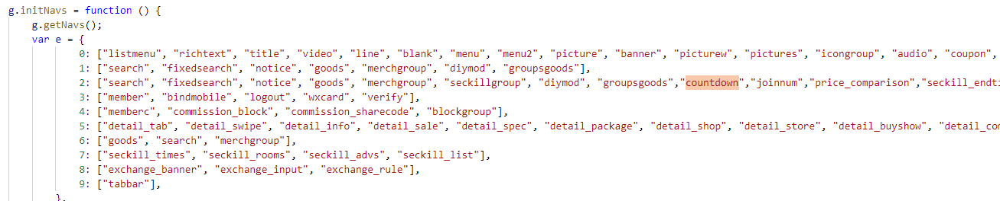 g.initNavs = function () {
g.getNavs();
var e = {
0: ["listmenu", "richtext", "title", "video", "line", "blank", "menu", "menu2", "picture", "banner", "picturew", "pictures", "icongroup", "audio", "coupon",
1: ["search", "fixedsearch", "notice", "goods", "merchgroup", "diymod", "groupsgoods"],
2: ["search", "fixedsearch", "notice", "goods", "merchgroup", "seckillgroup", "diymod", "groupsgoods","countdown","joinnum","price_comparison","seckill_endti
3: ["member", "bindmobile", "logout", "wxcard", "verify"],
4: ["memberc", "commission_block", "commission_sharecode", "blockgroup"],
5: ["detail_tab", "detail_swipe", "detail_info", "detail_sale", "detail_spec", "detail_package", "detail_shop", "detail_store", "detail_buyshow", "detail_com
6: ["goods", "search", "merchgroup"],
7: ["seckill_times", "seckill_rooms", "seckill_advs", "seckill_list"],
8: ["exchange_banner", "exchange_input", "exchange_rule"],
9: ["tabbar"],
},